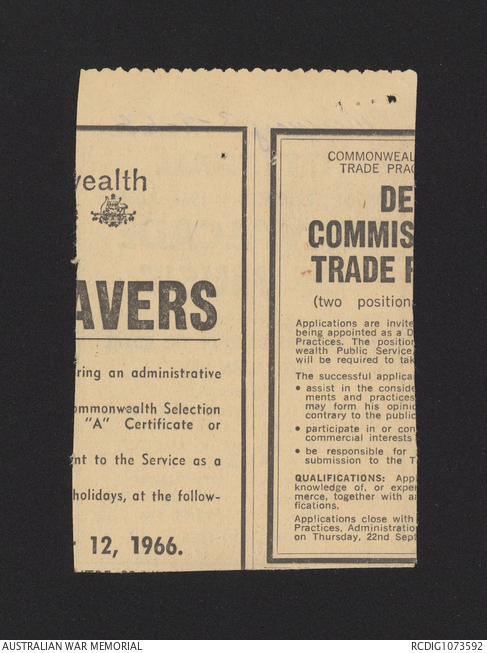 wealth
AVERS
ring an administrative
ommonwealth Selection
"A" Certificate or
nt to the Service as a
holidays, at the follow-
12, 1966.
COMMONWEAL
TRADE PRAC
DE
COMMIS
TRADE P
(two position
Applications are invite
being appointed as a D
Practices. The position
wealth Public Service,
will be required to tak
The successful applica
• assist in the conside
ments and practices
may form his opinio
contrary to the public
• participate in or con
commercial interests
• be responsible for
submission to the T
QUALIFICATIONS: Appl
knowledge of, or exper
merce, together with a
fications.
Applications close with
Practices, Administratio
on Thursday, 22nd Sept
AUSTRALIAN WAR MEMORIAL
RCDIG1073592